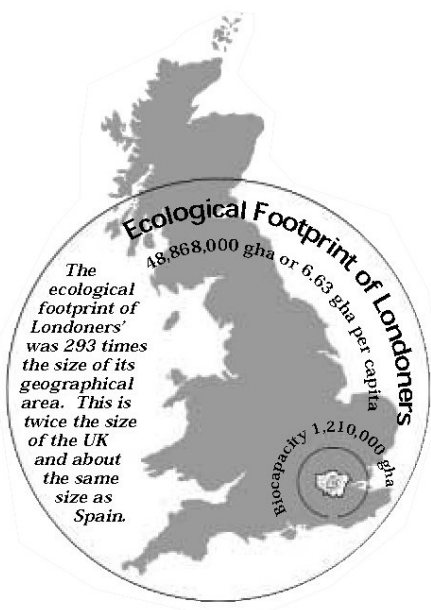 Ecological Footprint of Londoners
48,868,000 gha or 6.63 gha per capita
The
ecological
footprint of
Londoners'
was 293 times
the size of its
geographical
area. This is
twice the size
of the UK
and about
the same
size as
Spain.
Biocapacity 1,210,000 gha